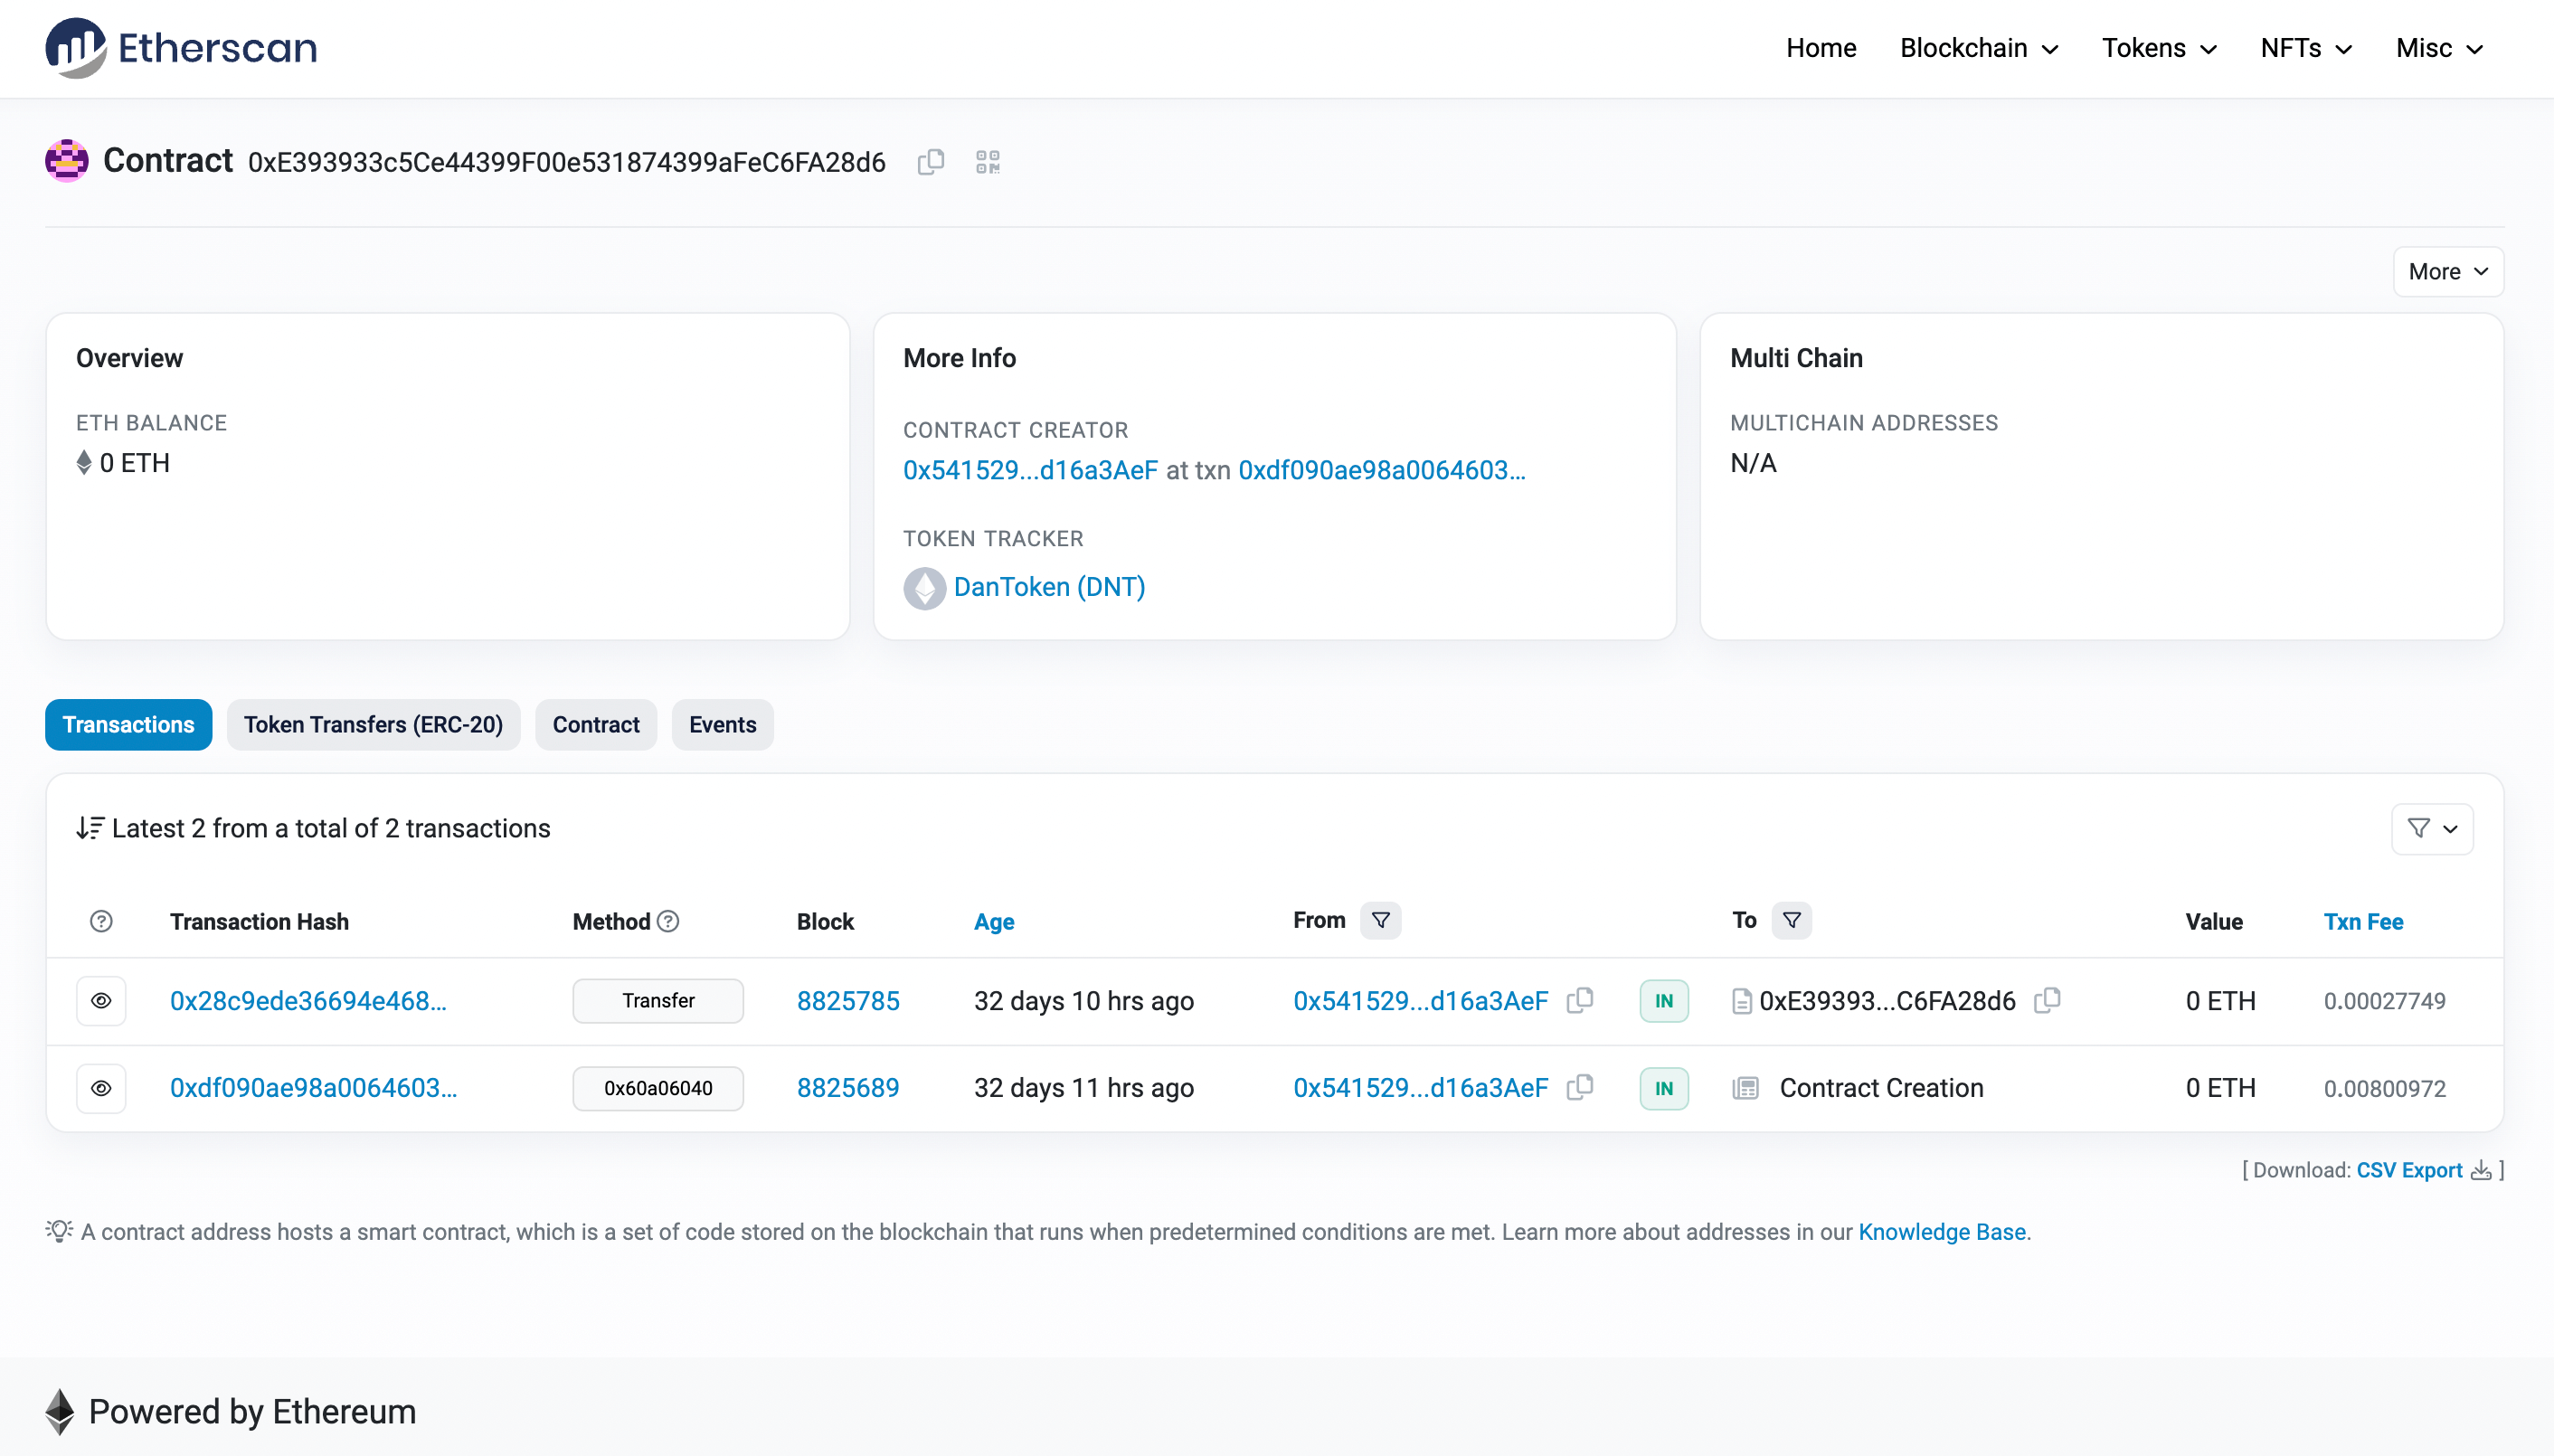 Etherscan
Home Blockchain Tokens NFTs Misc
Contract 0xE393933c5Ce44399F00e531874399aFeC6FA28d6
More
Overview
ETH BALANCE
0 ETH
More Info
CONTRACT CREATOR
0x541529...d16a3AeF at txn 0xdf090ae98a0064603...
TOKEN TRACKER
DanToken (DNT)
Multi Chain
MULTICHAIN ADDRESSES
N/A
Transactions Token Transfers (ERC-20) Contract Events
Latest 2 from a total of 2 transactions
Transaction Hash Method Block Age From To Value Txn Fee
0x28c9ede36694e468... Transfer 8825785 32 days 10 hrs ago 0x541529...d16a3AeF IN 0xE39393...C6FA28d6 0 ETH 0.00027749
0xdf090ae98a0064603... 0x60a06040 8825689 32 days 11 hrs ago 0x541529...d16a3AeF IN Contract Creation 0 ETH 0.00800972
[ Download: CSV Export ]
A contract address hosts a smart contract, which is a set of code stored on the blockchain that runs when predetermined conditions are met. Learn more about addresses in our Knowledge Base.
Powered by Ethereum